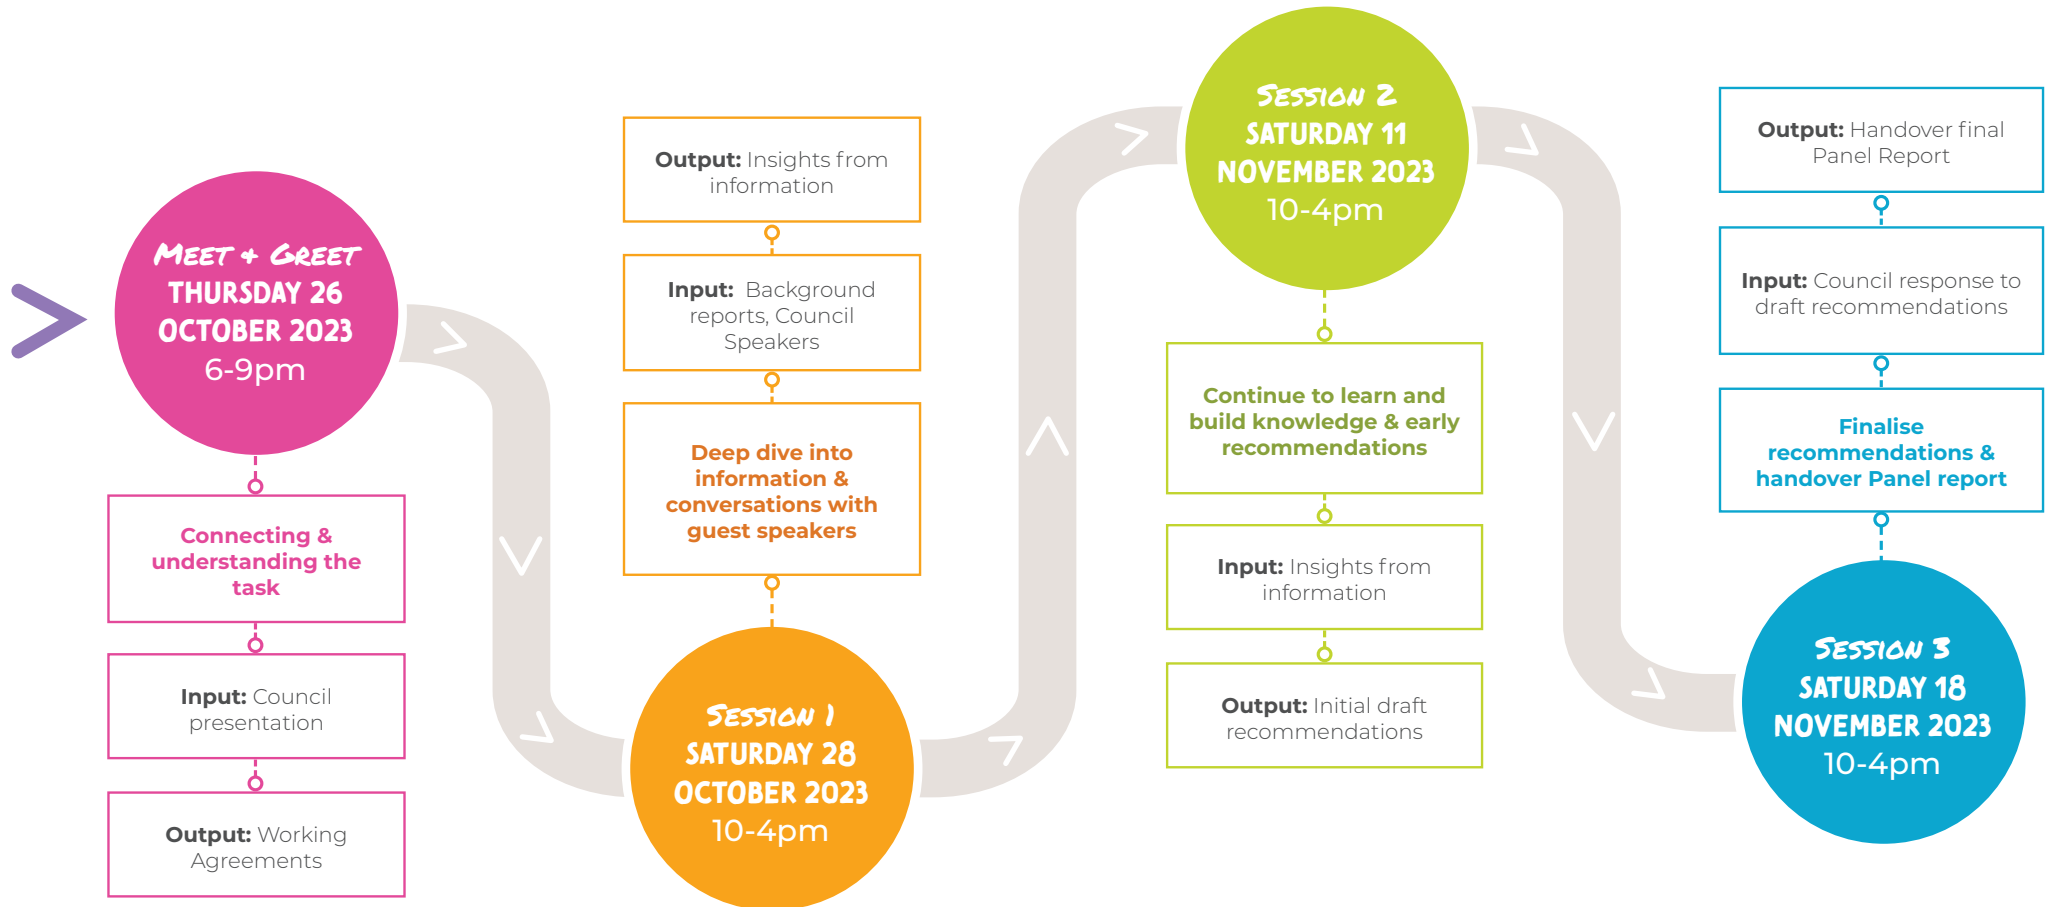 MEET + GREET
THURSDAY 26
OCTOBER 2023
6-9pm
Connecting &
understanding the
task
Input: Council
presentation
Output: Working
Agreements
Output: Insights from
information
Input: Background
reports, Council
Speakers
Deep dive into
information &
conversations with
guest speakers
SESSION 1
SATURDAY 28
OCTOBER 2023
10-4pm
SESSION 2
SATURDAY 11
NOVEMBER 2023
10-4pm
Continue to learn and
build knowledge & early
recommendations
Input: Insights from
information
Output: Initial draft
recommendations
Output: Handover final
Panel Report
Input: Council response to
draft recommendations
Finalise
recommendations &
handover Panel report
SESSION 3
SATURDAY 18
NOVEMBER 2023
10-4pm